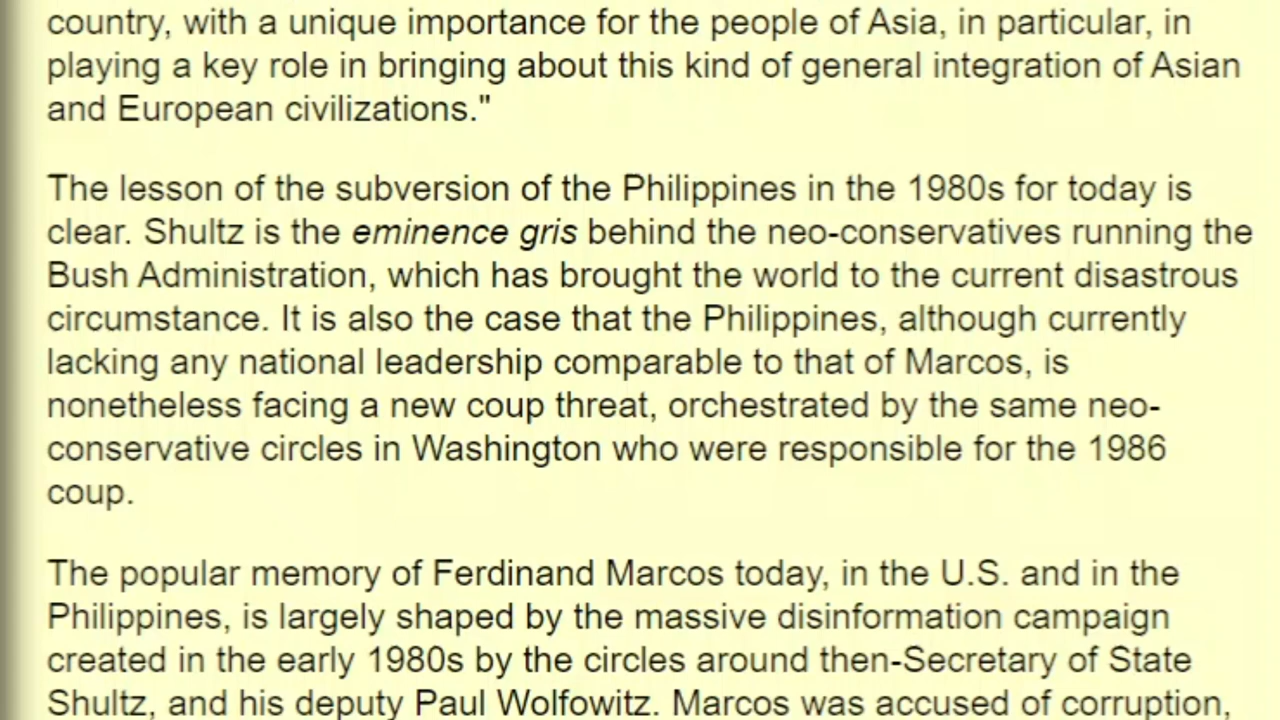 country, with a unique importance for the people of Asia, in particular, in
playing a key role in bringing about this kind of general integration of Asian
and European civilizations."
The lesson of the subversion of the Philippines in the 1980s for today is
clear. Shultz is the eminence gris behind the neo-conservatives running the
Bush Administration, which has brought the world to the current disastrous
circumstance. It is also the case that the Philippines, although currently
lacking any national leadership comparable to that of Marcos, is
nonetheless facing a new coup threat, orchestrated by the same neo-
conservative circles in Washington who were responsible for the 1986
coup.
The popular memory of Ferdinand Marcos today, in the U.S. and in the
Philippines, is largely shaped by the massive disinformation campaign
created in the early 1980s by the circles around then-Secretary of State
Shultz, and his deputy Paul Wolfowitz. Marcos was accused of corruption,